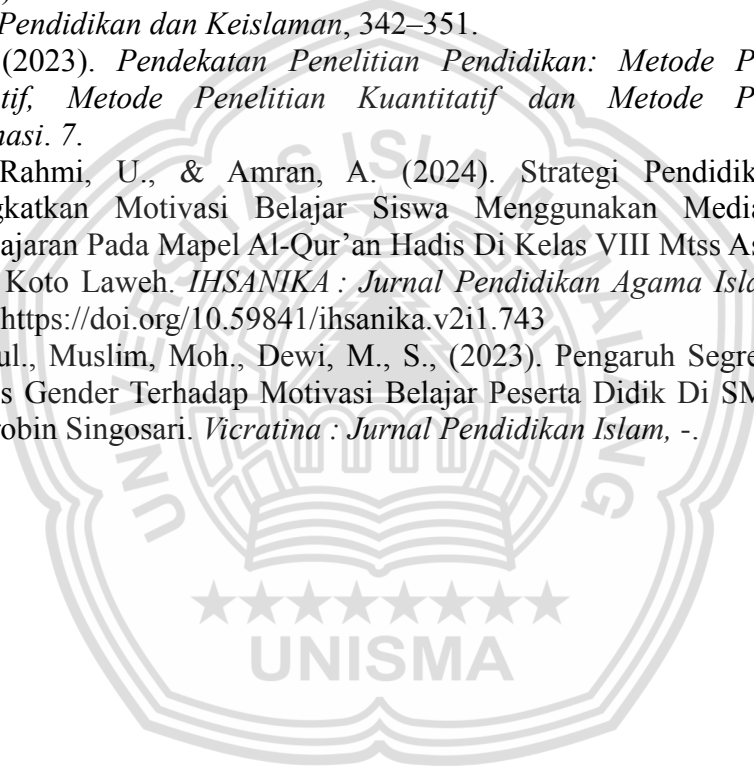 Pendidikan dan Keislaman, 342–351.
(2023). Pendekatan Penelitian Pendidikan: Metode P
tif, Metode Penelitian Kuantitatif dan Metode P
nasi. 7.
Rahmi, U., & Amran, A. (2024). Strategi Pendidik
gkatkan Motivasi Belajar Siswa Menggunakan Media
ajaran Pada Mapel Al-Qur’an Hadis Di Kelas VIII Mtss As
Koto Laweh. IHSANIKA : Jurnal Pendidikan Agama Isla
https://doi.org/10.59841/ihsanika.v2i1.743
ul., Muslim, Moh., Dewi, M., S., (2023). Pengaruh Segre
s Gender Terhadap Motivasi Belajar Peserta Didik Di SM
robin Singosari. Vicratina : Jurnal Pendidikan Islam, -.
UNIVERSITAS ISLAM MALANG
UNISMA